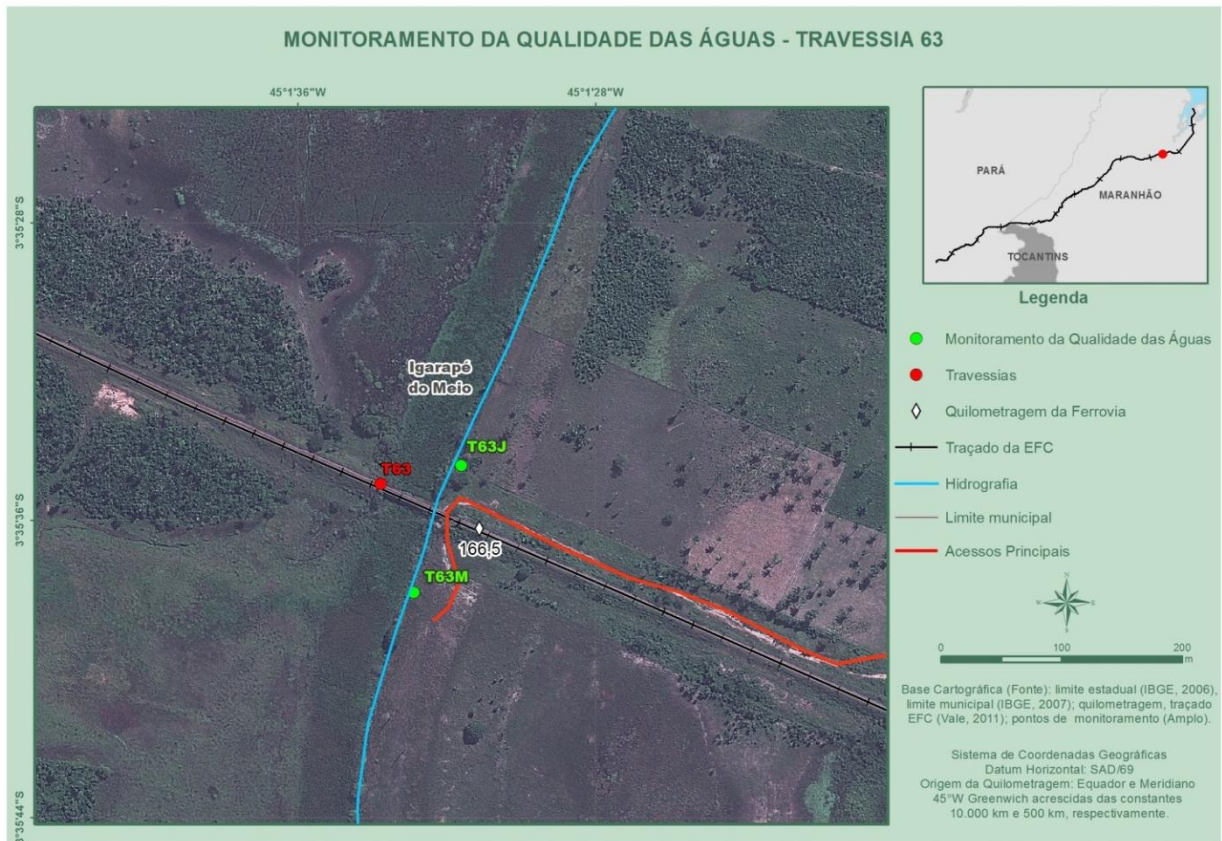 MONITORAMENTO DA QUALIDADE DAS ÁGUAS - TRAVESSIA 63
45°1'36"W
45°1'28"W
3°35'28"S
3°35'36"S
3°35'44"S
Igarapé
do Meio
T63J
T63
166,5
T63M
PARÁ
MARANHÃO
TOCANTINS
Legenda
Monitoramento da Qualidade das Águas
Travessias
Quilometragem da Ferrovia
Traçado da EFC
Hidrografia
Limite municipal
Acessos Principais
0 100 200
m
Base Cartográfica (Fonte): limite estadual (IBGE, 2006),
limite municipal (IBGE, 2007); quilometragem, traçado
EFC (Vale, 2011); pontos de monitoramento (Amplo).
Sistema de Coordenadas Geográficas
Datum Horizontal: SAD/69
Origem da Quilometragem: Equador e Meridiano
45°W Greenwich acrescidas das constantes
10.000 km e 500 km, respectivamente.